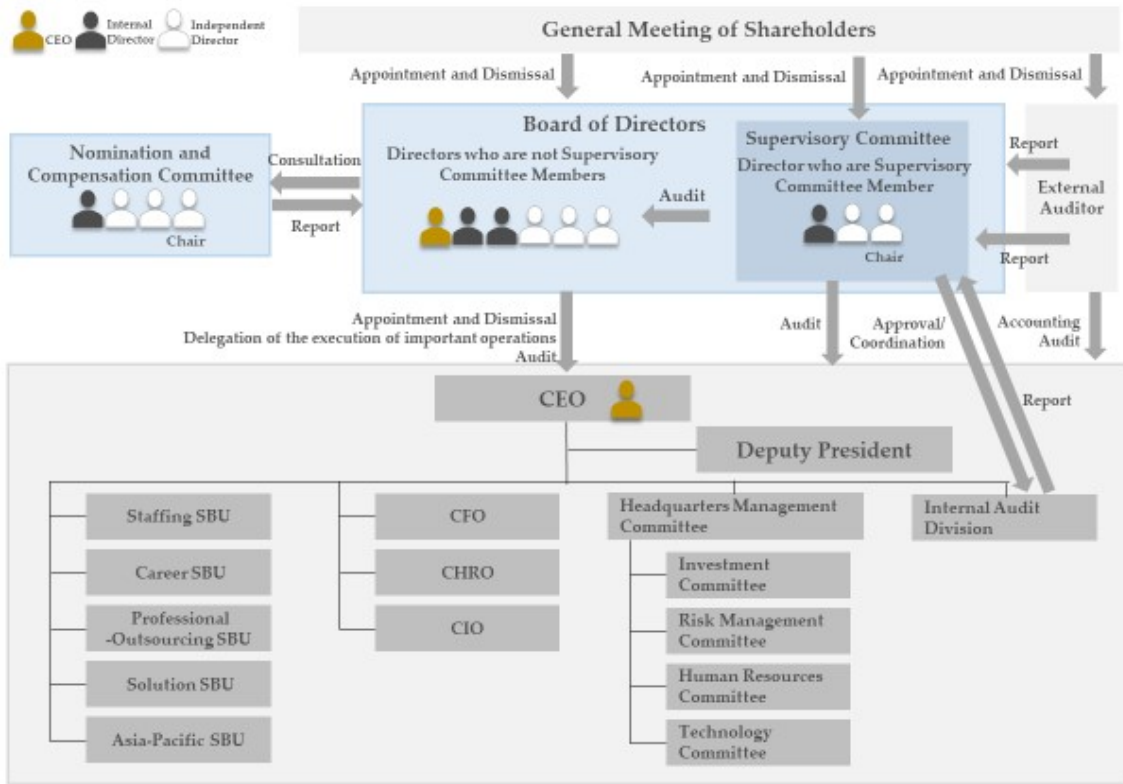 CEO
Internal
Director
Independent
Director
General Meeting of Shareholders
Appointment and Dismissal
Appointment and Dismissal
Appointment and Dismissal
Board of Directors
Directors who are not Supervisory
Committee Members
Audit
Supervisory Committee
Director who are Supervisory
Committee Member
Chair
Nomination and
Compensation Committee
Chair
Consultation
Report
Report
External
Auditor
Report
Appointment and Dismissal
Delegation of the execution of important operations
Audit
Audit
Approval/
Coordination
Accounting
Audit
Report
CEO
Deputy President
Staffing SBU
Career SBU
Professional
-Outsourcing SBU
Solution SBU
Asia-Pacific SBU
CFO
CHRO
CIO
Headquarters Management
Committee
Investment
Committee
Risk Management
Committee
Human Resources
Committee
Technology
Committee
Internal Audit
Division